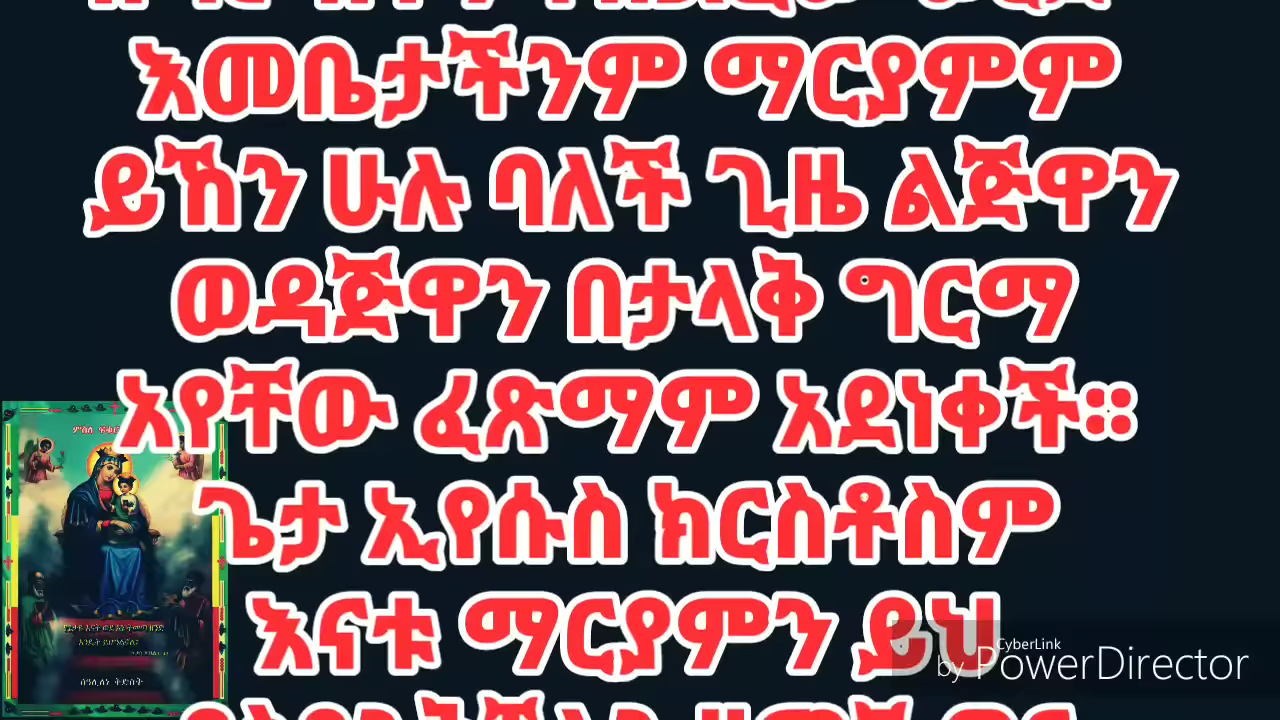 እመቤታችንም ማርያምም
ይኸን ሁሉ ባለች ጊዜ ልጅዋን
ወዳጅዋን በታላቅ ግርማ
አየቸው ፈጽማም አደነቀች።
ጌታ ኢየሱስ ክርስቶስም
እናቱ ማርያምን ይህ
CyberLink
by PowerDirector